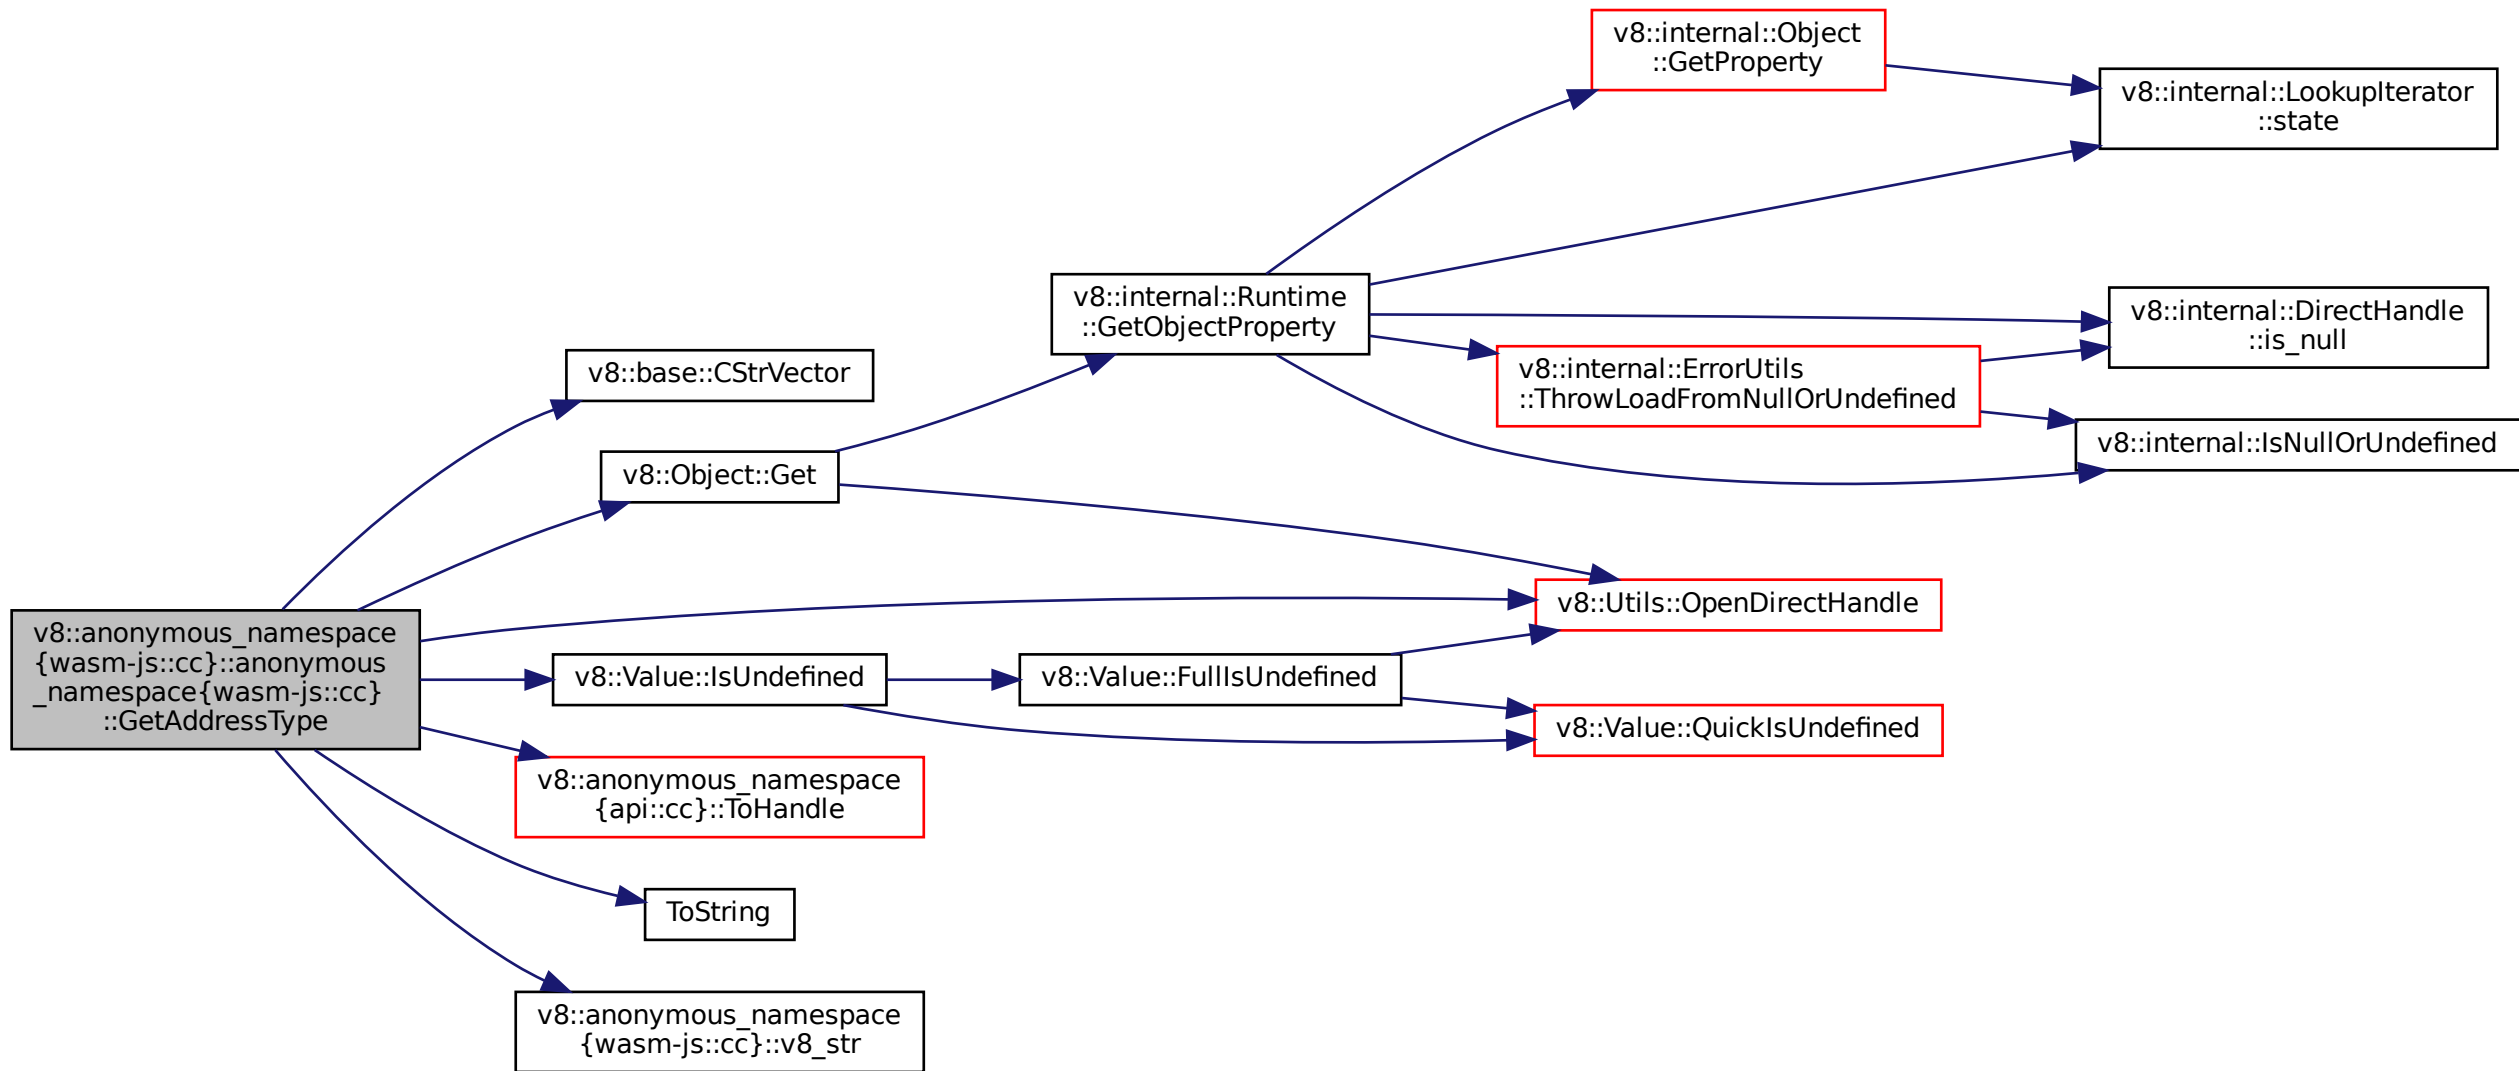 v8::anonymous_namespace
{wasm-js::cc}::anonymous
_namespace{wasm-js::cc}
::GetAddressType
v8::base::CStrVector
v8::Object::Get
v8::internal::Runtime
::GetObjectProperty
v8::internal::Object
::GetProperty
v8::internal::LookupIterator
::state
v8::internal::DirectHandle
::is_null
v8::internal::ErrorUtils
::ThrowLoadFromNullOrUndefined
v8::internal::IsNullOrUndefined
v8::Utils::OpenDirectHandle
v8::Value::IsUndefined
v8::Value::FullIsUndefined
v8::Value::QuickIsUndefined
v8::anonymous_namespace
{api::cc}::ToHandle
ToString
v8::anonymous_namespace
{wasm-js::cc}::v8_str